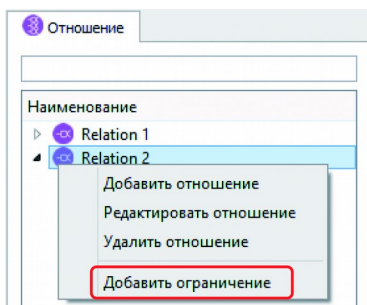 Отношение
Наименование
Relation 1
Relation 2
Добавить отношение
Редактировать отношение
Удалить отношение
Добавить ограничение